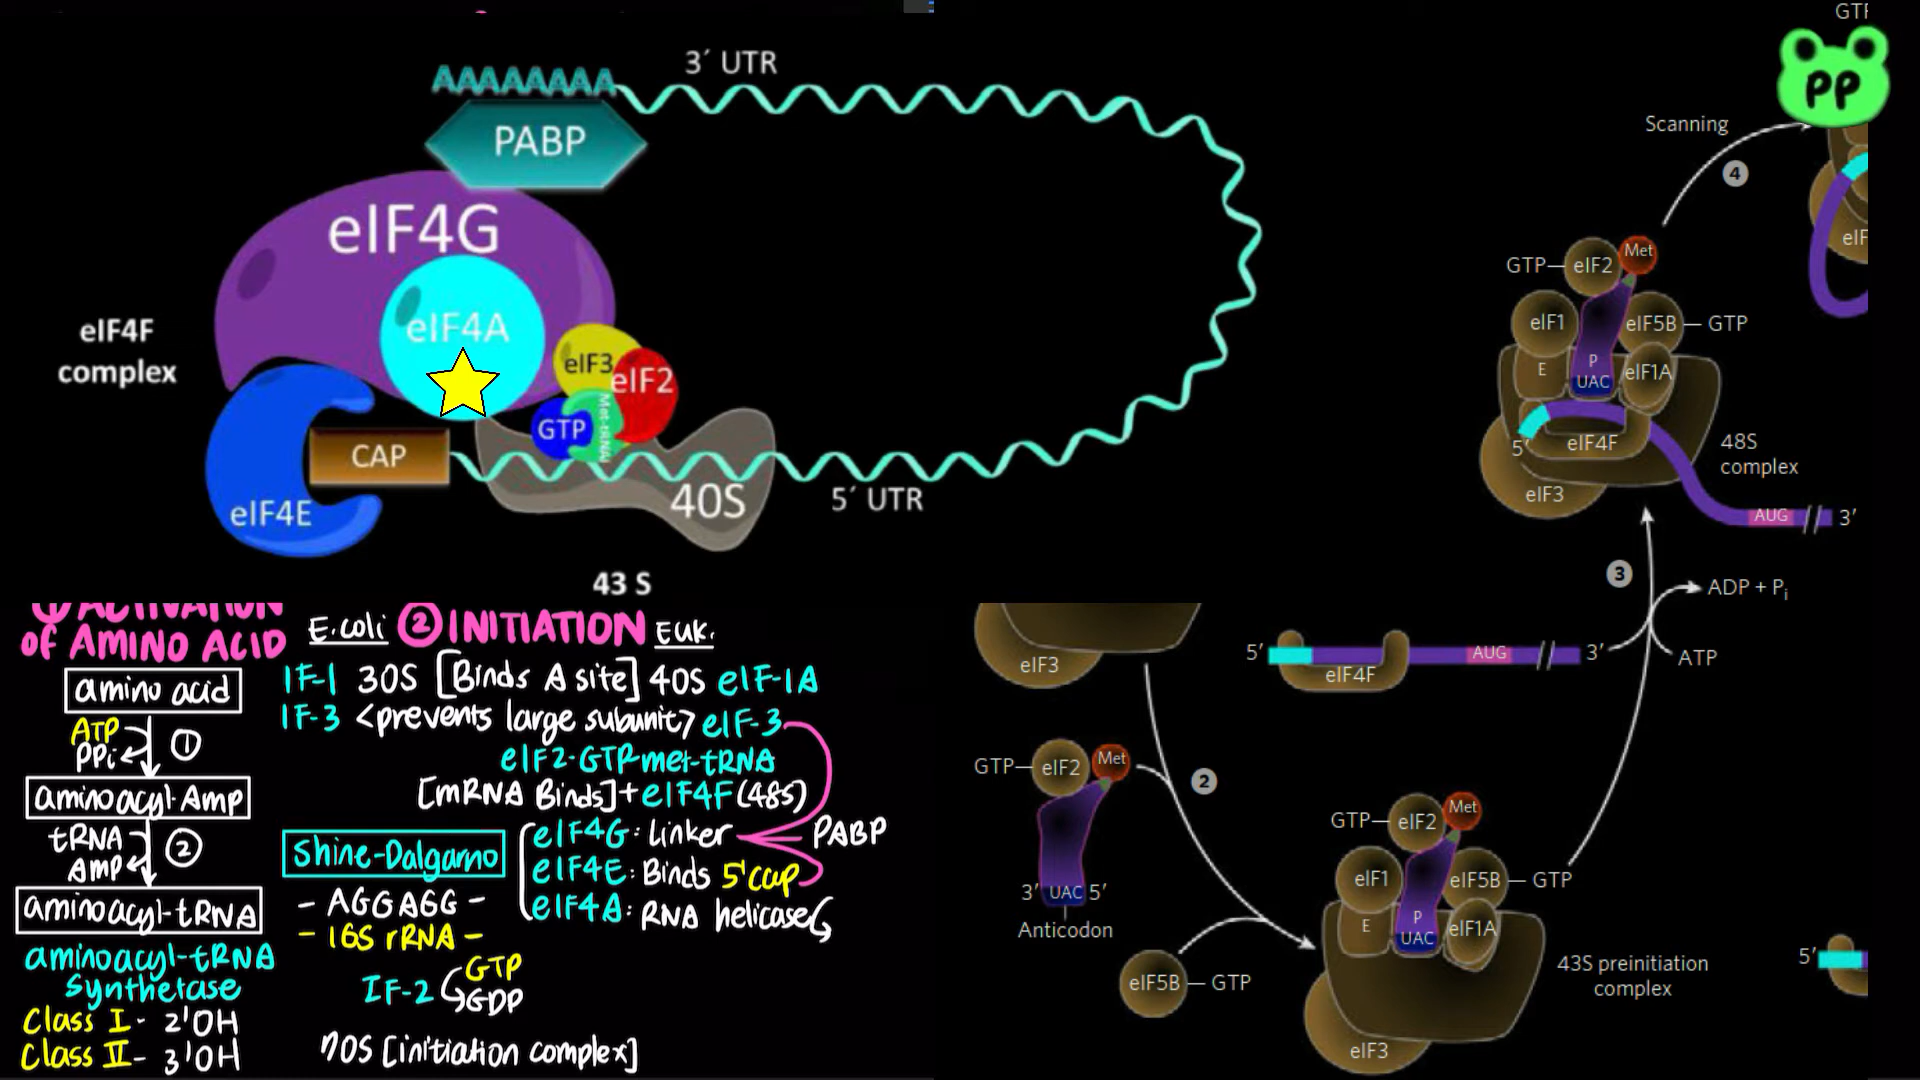 AAAAAAAA
3´ UTR
PABP
eIF4G
eIF4A
eIF4F
complex
eIF3
eIF2
GTP
Met-tRNAi
CAP
eIF4E
40S
5´ UTR
43 S
① ACTIVATION
of AMINO ACID
amino acid
ATP
PPi
①
aminoacyl-Amp
tRNA
Amp
②
aminoacyl-tRNA
aminoacyl-tRNA
synthetase
Class I - 2'OH
Class II - 3'OH
E.coli ② INITIATION Euk.
IF-1 30S [Binds A site] 40S eIF-1A
IF-3 <prevents large subunit> eIF-3
eIF2-GTP-met-tRNA
[mRNA Binds] + eIF4F (48S)
eIF4G: Linker
PABP
eIF4E: Binds 5'cap
eIF4A: RNA helicase
Shine-Dalgarno
- AGGAGG -
- 16S rRNA -
IF-2
GTP
GDP
70S [initiation complex]
PP
Scanning
4
GTP—eIF2
Met
eIF1
eIF5B — GTP
E
P
UAC
eIF1A
5'
eIF4F
eIF3
48S
complex
AUG
3'
3
ADP + Pi
ATP
eIF3
5'
eIF4F
AUG
3'
GTP—eIF2
Met
2
3' UAC 5'
Anticodon
eIF5B — GTP
GTP—eIF2
Met
eIF1
eIF5B — GTP
E
P
UAC
eIF1A
43S preinitiation
complex
eIF3
5'